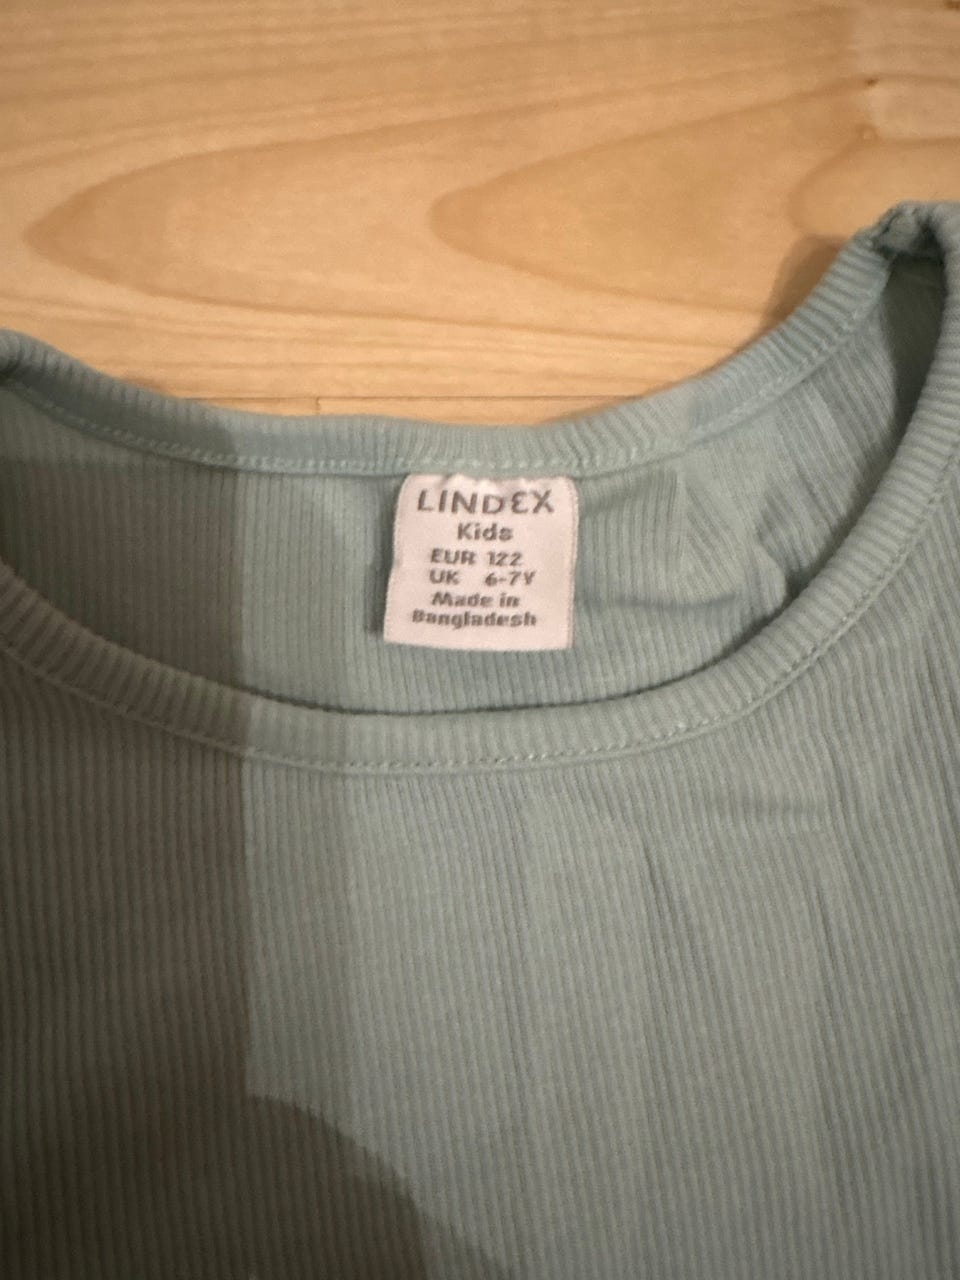 LINDEX
Kids
EUR 122
UK 6-7Y
Made in
Bangladesh